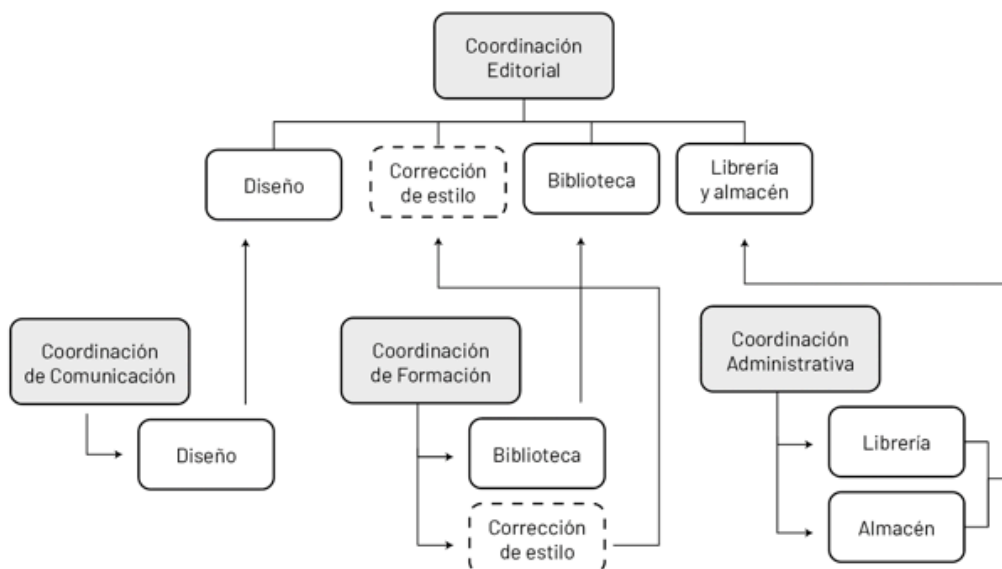 Coordinación
Editorial
Diseño
Corrección
de estilo
Biblioteca
Librería
y almacén
Coordinación
de Comunicación
Diseño
Coordinación
de Formación
Biblioteca
Corrección
de estilo
Coordinación
Administrativa
Librería
Almacén